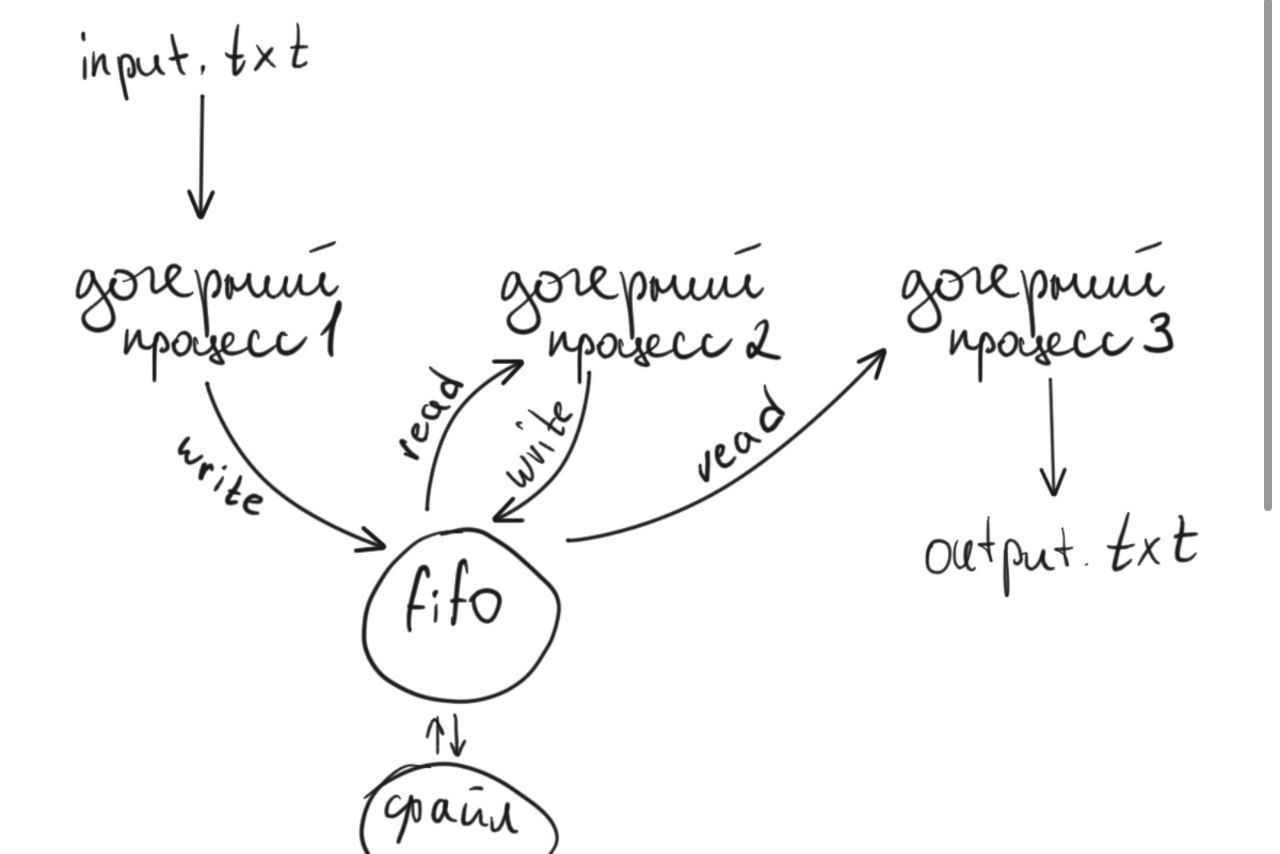 input.txt
дочерний
процесс 1
дочерний
процесс 2
дочерний
процесс 3
write
read
write
read
output.txt
fifo
файл